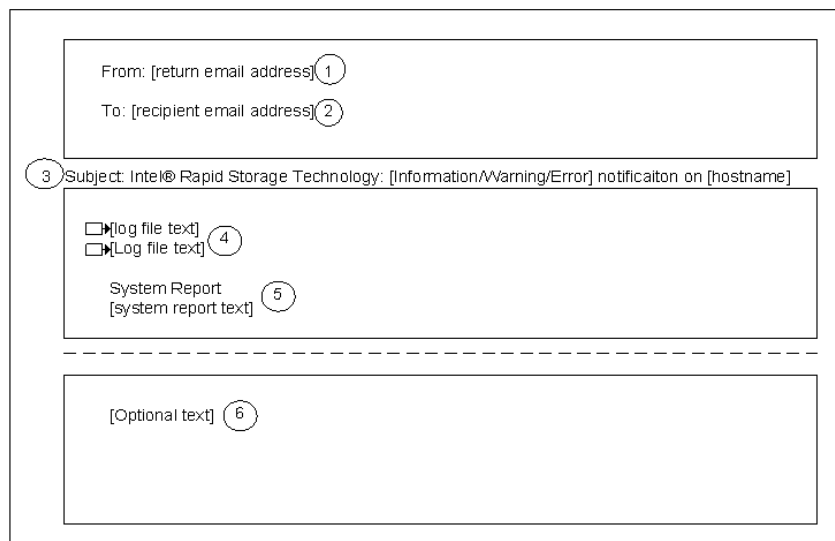 From: [return email address] 1
To: [recipient email address] 2
3 Subject: Intel® Rapid Storage Technology: [Information/Warning/Error] notificaiton on [hostname]
[log file text]
[Log file text] 4
System Report
[system report text] 5
[Optional text] 6